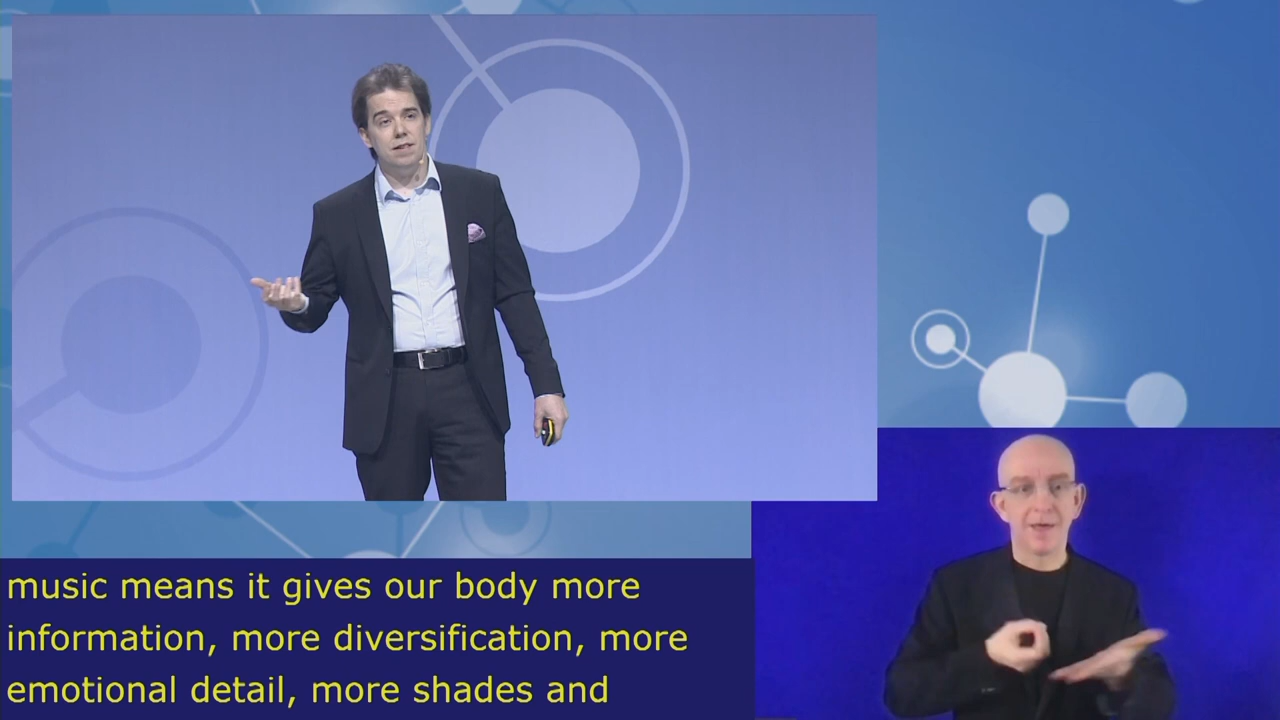 music means it gives our body more
information, more diversification, more
emotional detail, more shades and